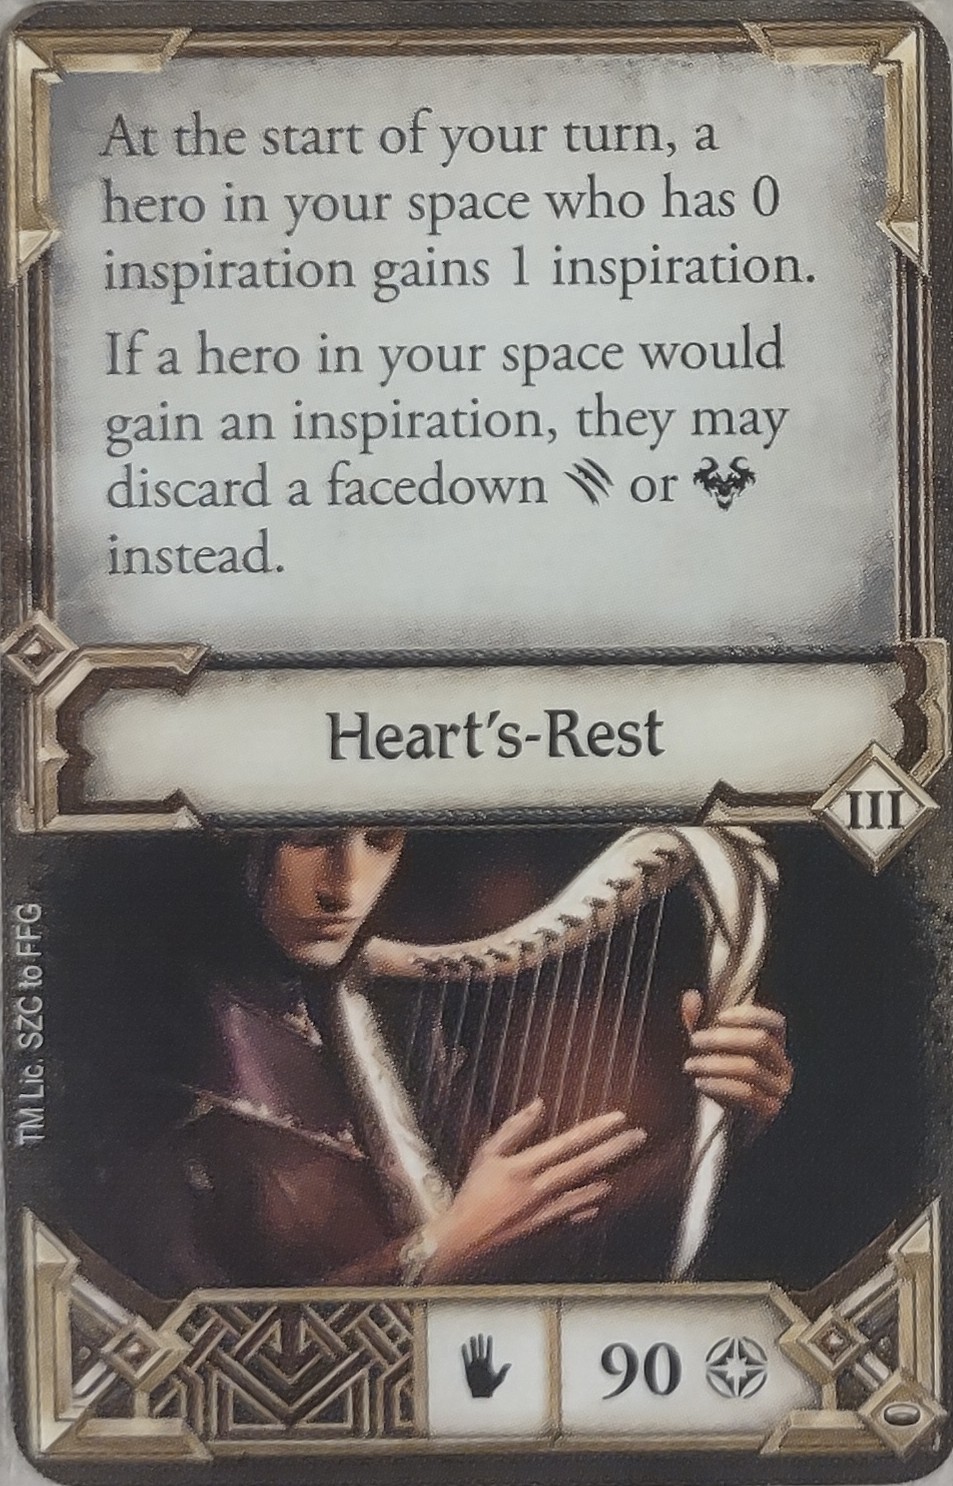 At the start of your turn, a
hero in your space who has 0
inspiration gains 1 inspiration.
If a hero in your space would
gain an inspiration, they may
discard a facedown or
instead.
Heart's-Rest
III
TM Lic. SZC to FFG
90